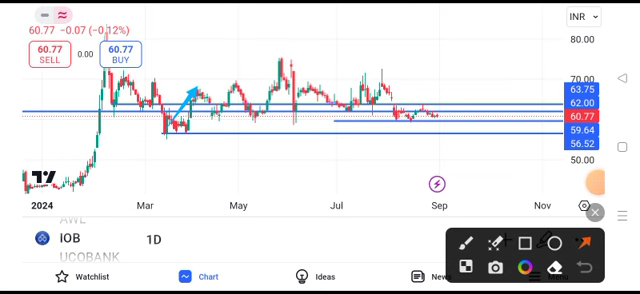 INR
60.77 -0.07 (-0.12%)
80.00
60.77
SELL
0.00
60.77
BUY
70.00
63.75
62.00
60.77
59.64
56.52
50.00
2024
Mar
May
Jul
Sep
Nov
AWL
IOB
1D
UCOBANK
Watchlist
Chart
Ideas
News
Menu